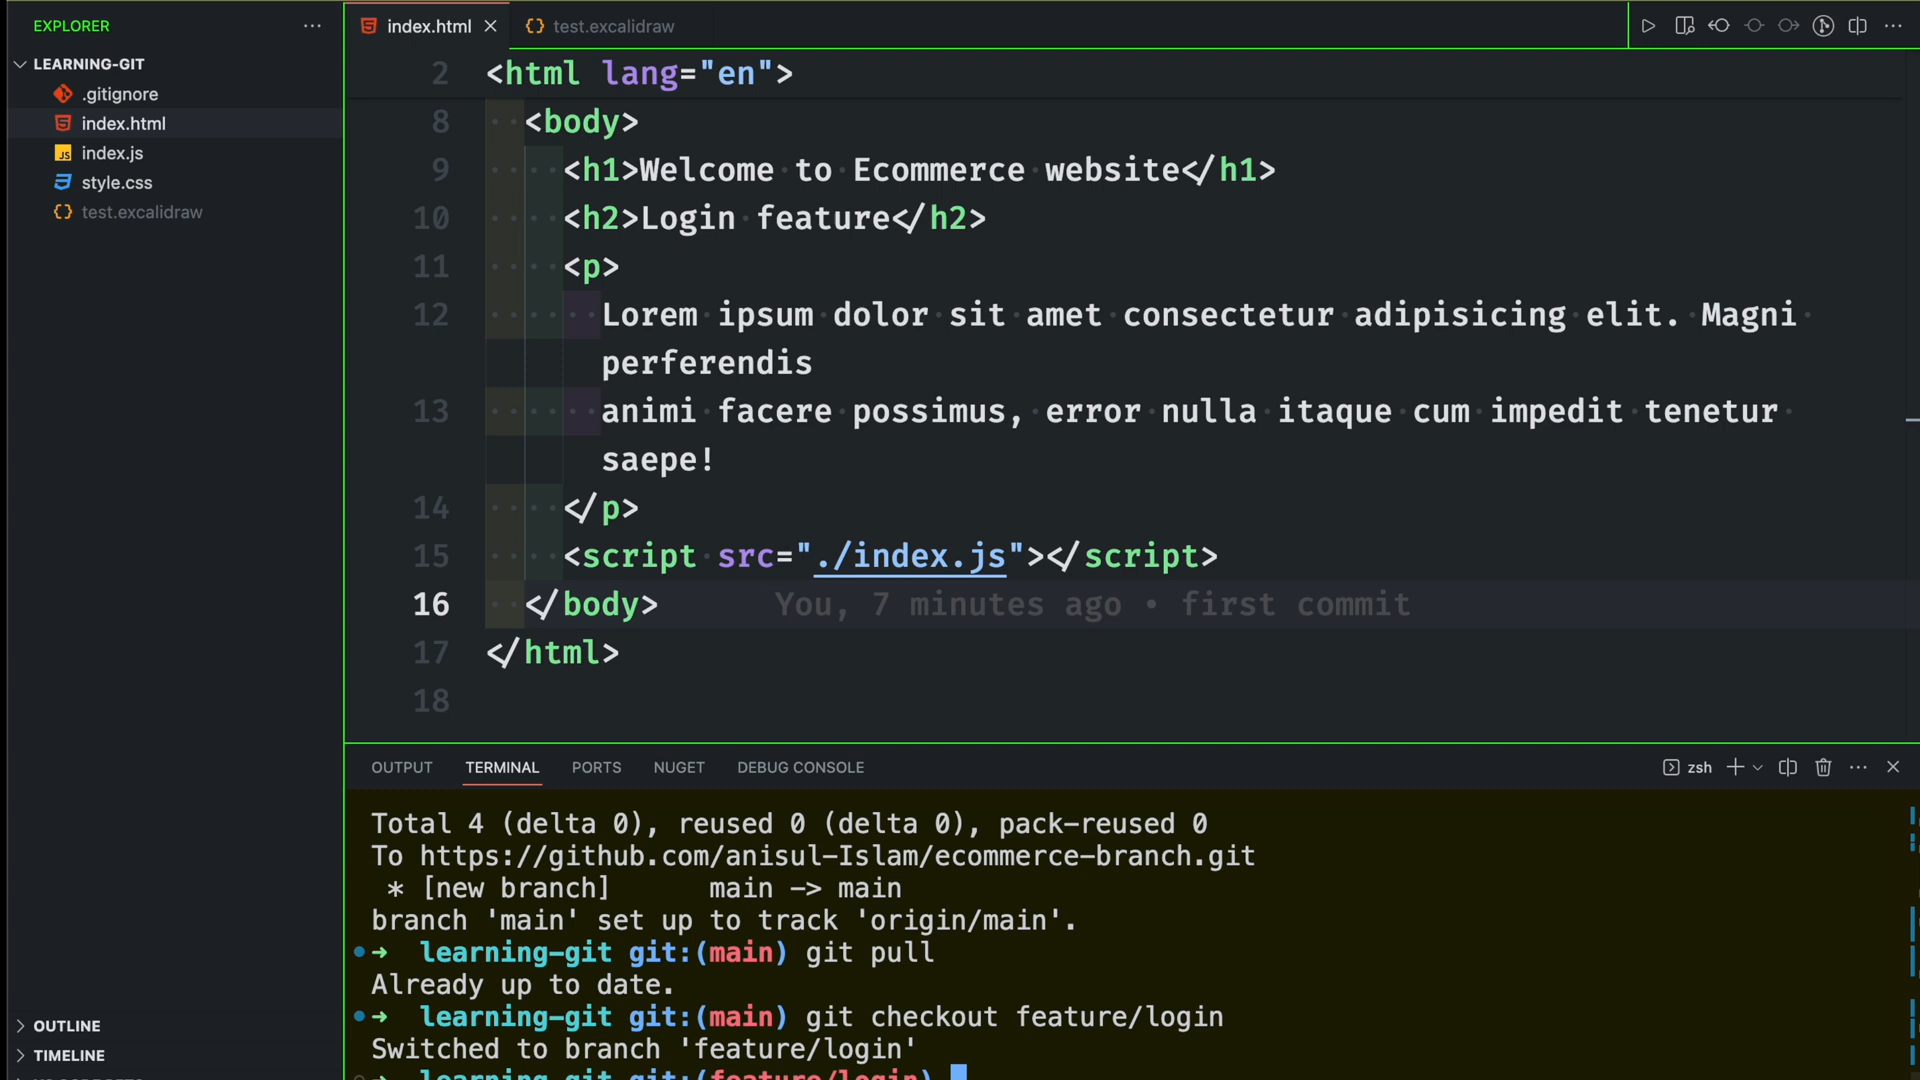 EXPLORER
index.html
test.excalidraw
LEARNING-GIT
.gitignore
index.html
index.js
style.css
test.excalidraw
OUTLINE
TIMELINE
2 <html lang="en">
8 <body>
9 <h1>Welcome to Ecommerce website</h1>
10 <h2>Login feature</h2>
11 <p>
12 Lorem ipsum dolor sit amet consectetur adipisicing elit. Magni
perferendis
13 animi facere possimus, error nulla itaque cum impedit tenetur
saepe!
14 </p>
15 <script src="./index.js"></script>
16 </body> You, 7 minutes ago • first commit
17 </html>
18
OUTPUT TERMINAL PORTS NUGET DEBUG CONSOLE zsh
Total 4 (delta 0), reused 0 (delta 0), pack-reused 0
To https://github.com/anisul-Islam/ecommerce-branch.git
* [new branch] main -> main
branch 'main' set up to track 'origin/main'.
➜ learning-git git:(main) git pull
Already up to date.
➜ learning-git git:(main) git checkout feature/login
Switched to branch 'feature/login'
➜ learning-git git:(feature/login)